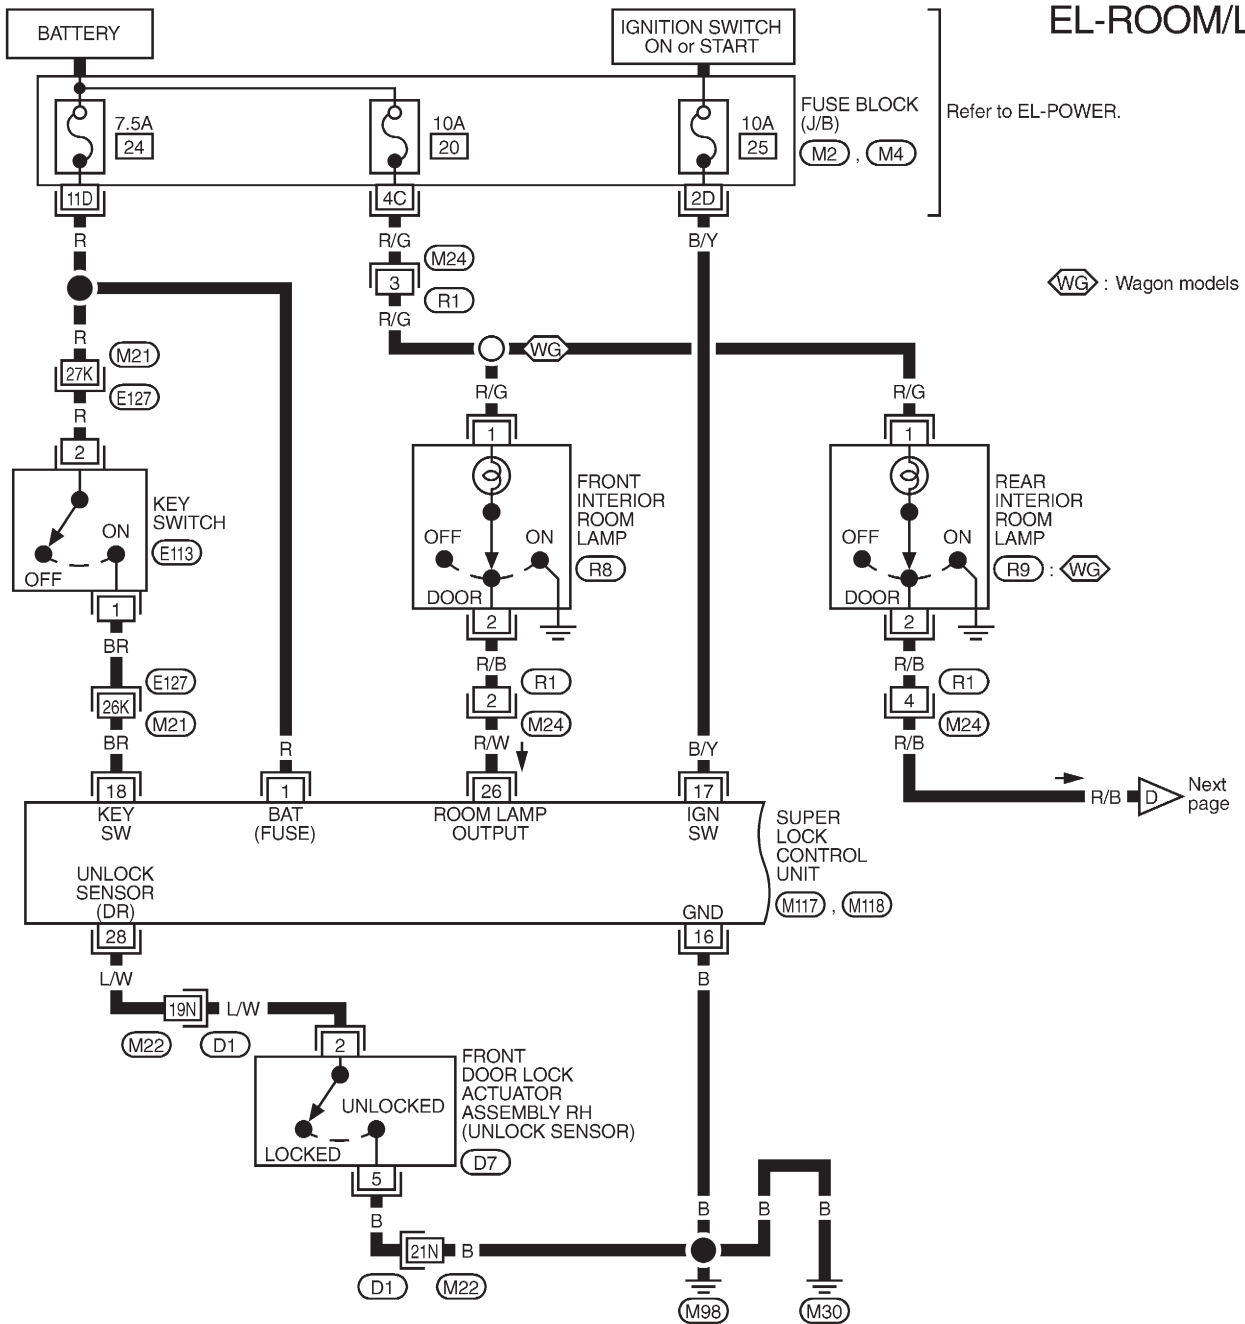 EL-ROOM/L
BATTERY
IGNITION SWITCH
ON or START
7.5A
24
10A
20
10A
25
FUSE BLOCK
(J/B)
M2 , M4
Refer to EL-POWER.
11D
4C
2D
R
R/G
B/Y
M24
3
R1
R/G
WG : Wagon models
R
M21
27K
E127
R
WG
R/G
R/G
2
1
1
KEY
SWITCH
E113
ON
OFF
FRONT
INTERIOR
ROOM
LAMP
R8
OFF
ON
DOOR
REAR
INTERIOR
ROOM
LAMP
R9 : WG
OFF
ON
DOOR
1
2
2
BR
R/B
R/B
E127
26K
M21
R1
2
M24
R1
4
M24
BR
R
R/W
B/Y
R/B
R/B
D
Next
page
18
1
26
17
KEY
SW
BAT
(FUSE)
ROOM LAMP
OUTPUT
IGN
SW
SUPER
LOCK
CONTROL
UNIT
M117 , M118
UNLOCK
SENSOR
(DR)
GND
28
16
L/W
B
19N
L/W
M22
D1
2
FRONT
DOOR LOCK
ACTUATOR
ASSEMBLY RH
(UNLOCK SENSOR)
D7
UNLOCKED
LOCKED
5
B
B
B
B
21N
B
D1
M22
M98
M30